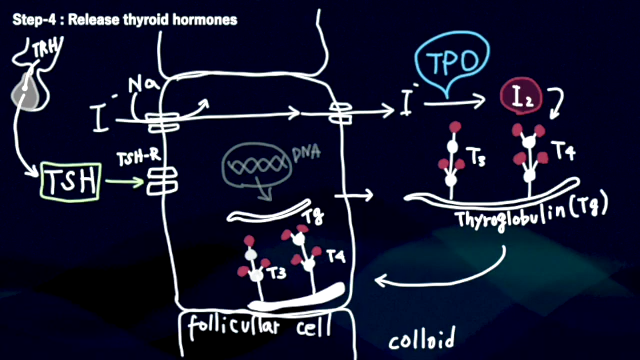 Step-4 : Release thyroid hormones
TRH
Na
I-
TSH-R
TSH
DNA
Tg
T3
T4
follicullar cell
I-
TPO
I2
T3
T4
Thyroglobulin (Tg)
colloid